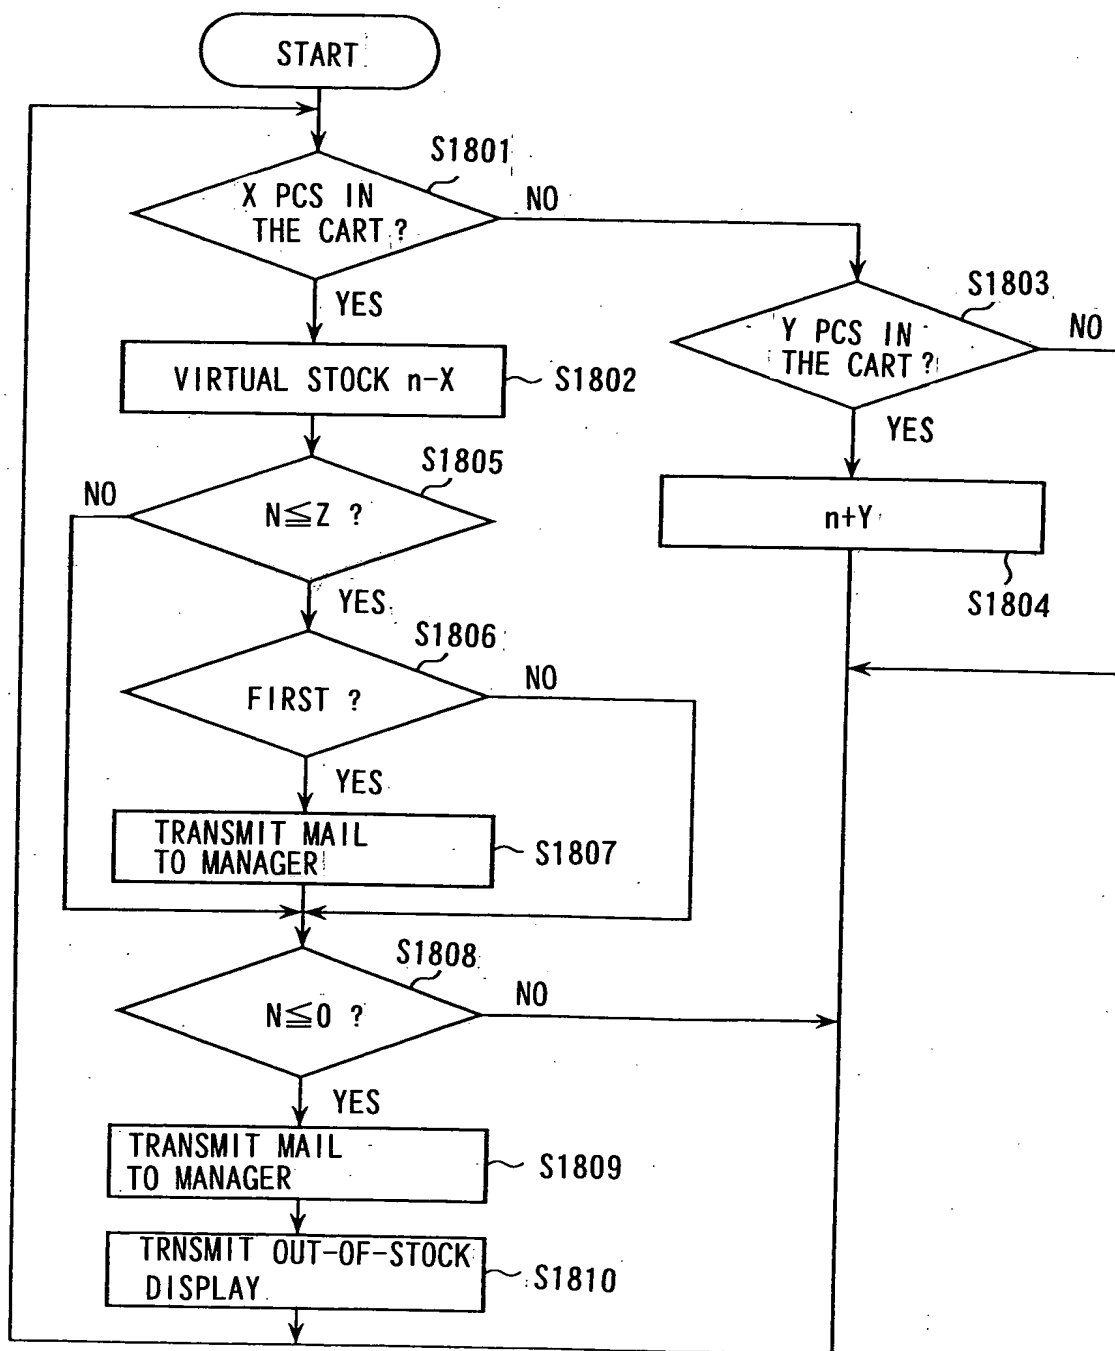 START
S1801
X PCS IN
THE CART ?
NO
YES
S1803
Y PCS IN
THE CART ?
NO
YES
VIRTUAL STOCK n-X
S1802
S1805
NO
N≦Z ?
YES
n+Y
S1804
S1806
FIRST ?
NO
YES
TRANSMIT MAIL
TO MANAGER
S1807
S1808
N≦0 ?
NO
YES
TRANSMIT MAIL
TO MANAGER
S1809
TRNSMIT OUT-OF-STOCK
DISPLAY
S1810